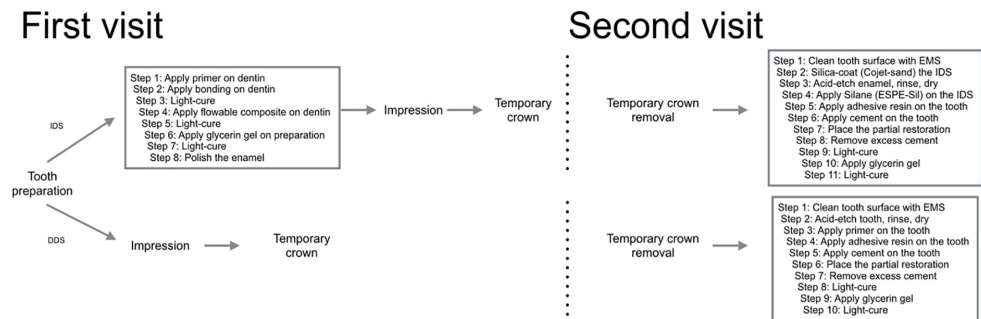 First visit
Second visit
Step 1: Apply primer on dentin
Step 2: Apply bonding on dentin
Step 3: Light-cure
Step 4: Apply flowable composite on dentin
Step 5: Light-cure
Step 6: Apply glycerin gel on preparation
Step 7: Light-cure
Step 8: Polish the enamel
IDS
Impression
Temporary
crown
Tooth
preparation
DDS
Impression
Temporary
crown
Temporary crown
removal
Step 1: Clean tooth surface with EMS
Step 2: Silica-coat (Cojet-sand) the IDS
Step 3: Acid-etch enamel, rinse, dry
Step 4: Apply Silane (ESPE-Sil) on the IDS
Step 5: Apply adhesive resin on the tooth
Step 6: Apply cement on the tooth
Step 7: Place the partial restoration
Step 8: Remove excess cement
Step 9: Light-cure
Step 10: Apply glycerin gel
Step 11: Light-cure
Temporary crown
removal
Step 1: Clean tooth surface with EMS
Step 2: Acid-etch tooth, rinse, dry
Step 3: Apply primer on the tooth
Step 4: Apply adhesive resin on the tooth
Step 5: Apply cement on the tooth
Step 6: Place the partial restoration
Step 7: Remove excess cement
Step 8: Light-cure
Step 9: Apply glycerin gel
Step 10: Light-cure